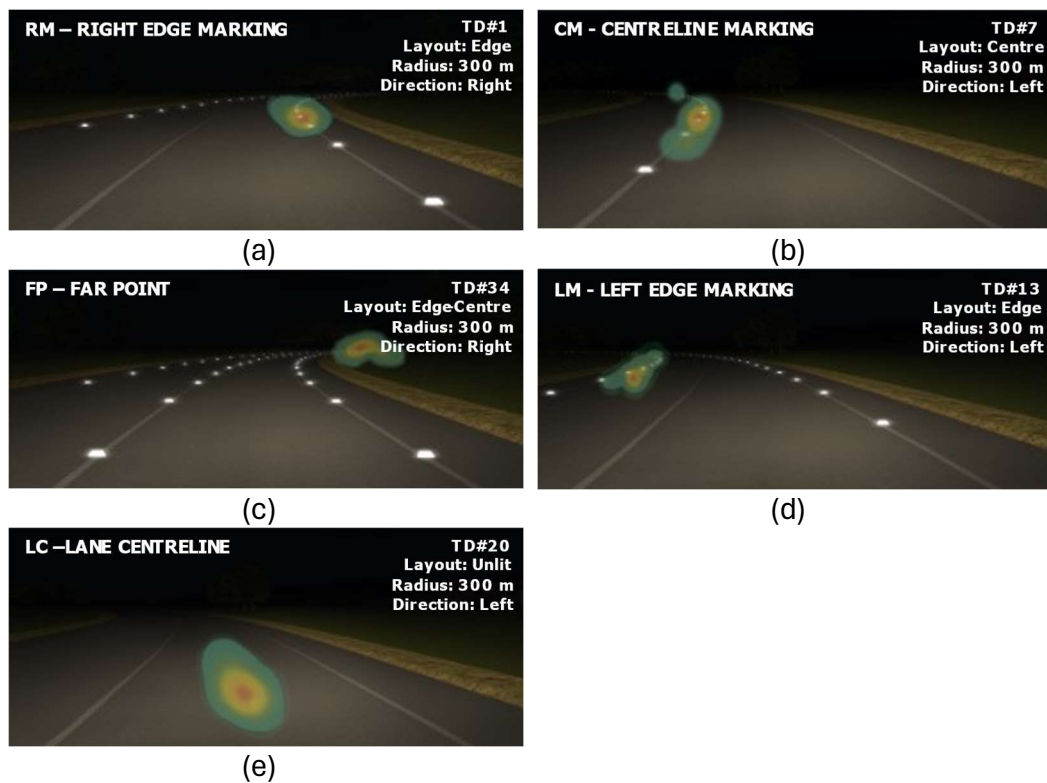 RM – RIGHT EDGE MARKING
TD#1
Layout: Edge
Radius: 300 m
Direction: Right
(a)
CM - CENTRELINE MARKING
TD#7
Layout: Centre
Radius: 300 m
Direction: Left
(b)
FP – FAR POINT
TD#34
Layout: Edge-Centre
Radius: 300 m
Direction: Right
(c)
LM - LEFT EDGE MARKING
TD#13
Layout: Edge
Radius: 300 m
Direction: Left
(d)
LC –LANE CENTRELINE
TD#20
Layout: Unlit
Radius: 300 m
Direction: Left
(e)